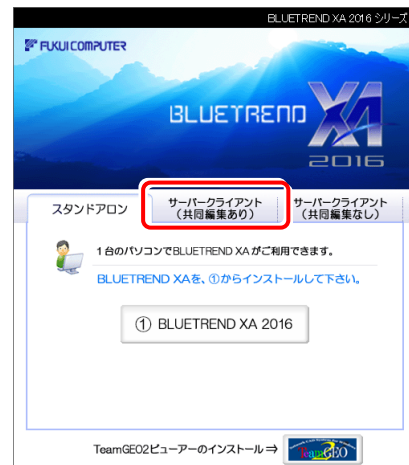 BLUETREND XA 2016 シリーズ
FUKUI COMPUTER
BLUETREND XA
2016
スタンドアロン
サーバークライアント
（共同編集あり）
サーバークライアント
（共同編集なし）
1台のパソコンでBLUETREND XAがご利用できます。
BLUETREND XAを、①からインストールして下さい。
① BLUETREND XA 2016
TeamGEO2ビューアーのインストール⇒
TeamGEO